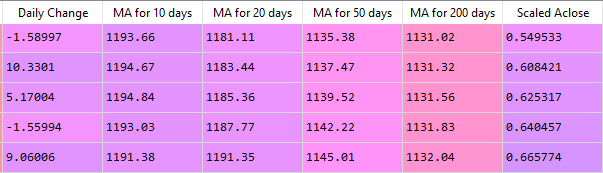 Daily Change MA for 10 days MA for 20 days MA for 50 days MA for 200 days Scaled Aclose
-1.58997 1193.66 1181.11 1135.38 1131.02 0.549533
10.3301 1194.67 1183.44 1137.47 1131.32 0.608421
5.17004 1194.84 1185.36 1139.52 1131.56 0.625317
-1.55994 1193.03 1187.77 1142.22 1131.83 0.640457
9.06006 1191.38 1191.35 1145.01 1132.04 0.665774